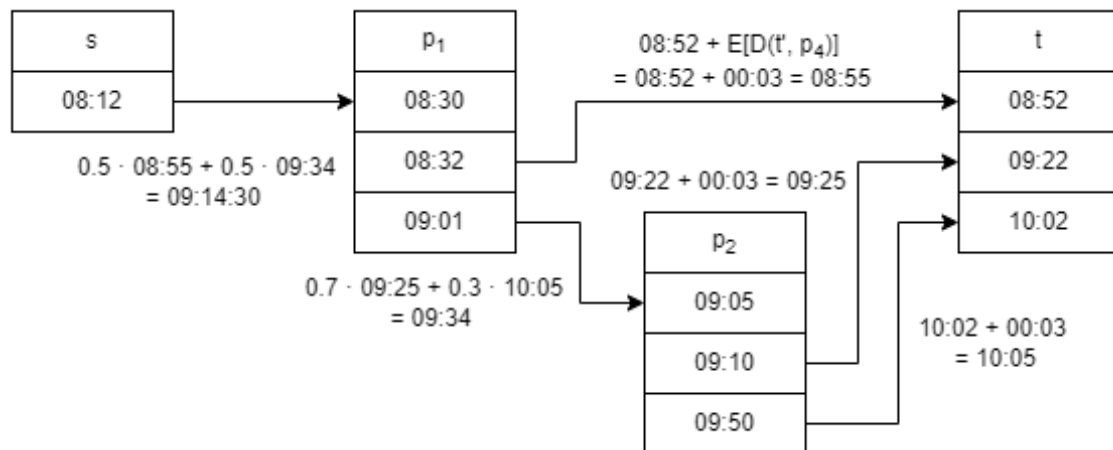 s
08:12
0.5 · 08:55 + 0.5 · 09:34
= 09:14:30
p₁
08:30
08:32
09:01
0.7 · 09:25 + 0.3 · 10:05
= 09:34
08:52 + E[D(t', p₄)]
= 08:52 + 00:03 = 08:55
09:22 + 00:03 = 09:25
p₂
09:05
09:10
09:50
t
08:52
09:22
10:02
10:02 + 00:03
= 10:05